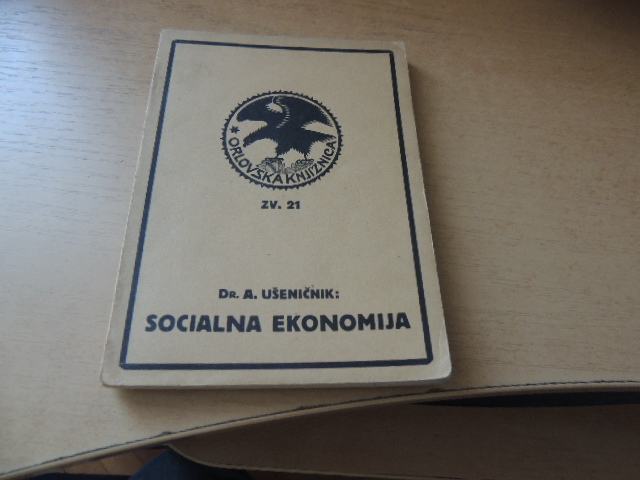 * ORLOVSKA KNJIŽNICA
ZV. 21
DR. A. UŠENIČNIK:
SOCIALNA EKONOMIJA